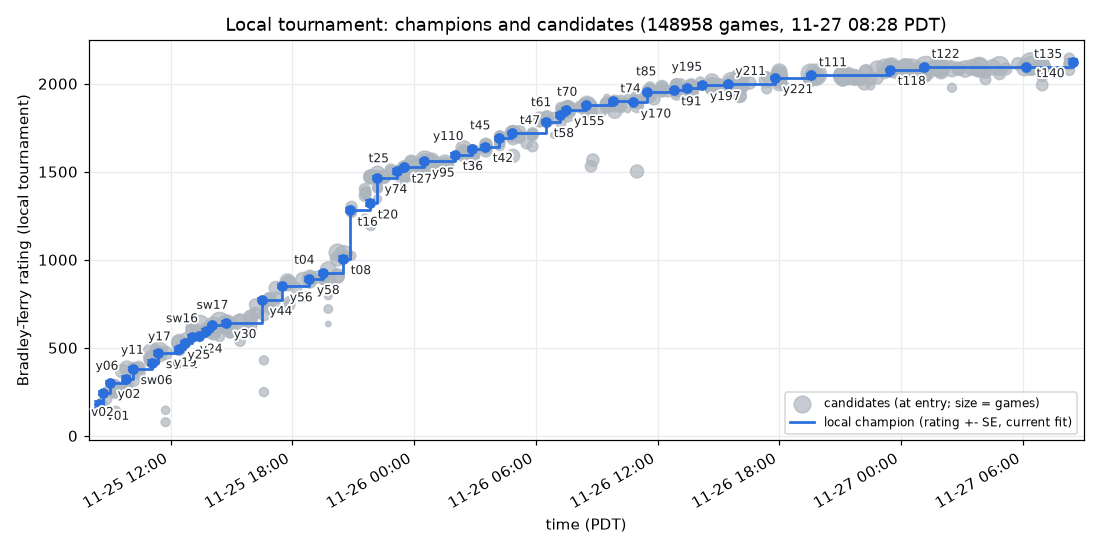 Local tournament: champions and candidates (148958 games, 11-27 08:28 PDT)
Bradley-Terry rating (local tournament)
2000
1500
1000
500
0
v02
y02
y06
y11
sw06
y17
sw16
y25
sw17
y30
y44
t04
y56
y58
t08
t16
t20
t25
y74
t27
y95
y110
t36
t45
t42
t47
t61
t58
t70
y155
t74
t85
y170
y195
t91
y197
y211
y221
t111
t118
t122
t135
t140
candidates (at entry; size = games)
local champion (rating +- SE, current fit)
11-25 12:00
11-25 18:00
11-26 00:00
11-26 06:00
11-26 12:00
11-26 18:00
11-27 00:00
11-27 06:00
time (PDT)